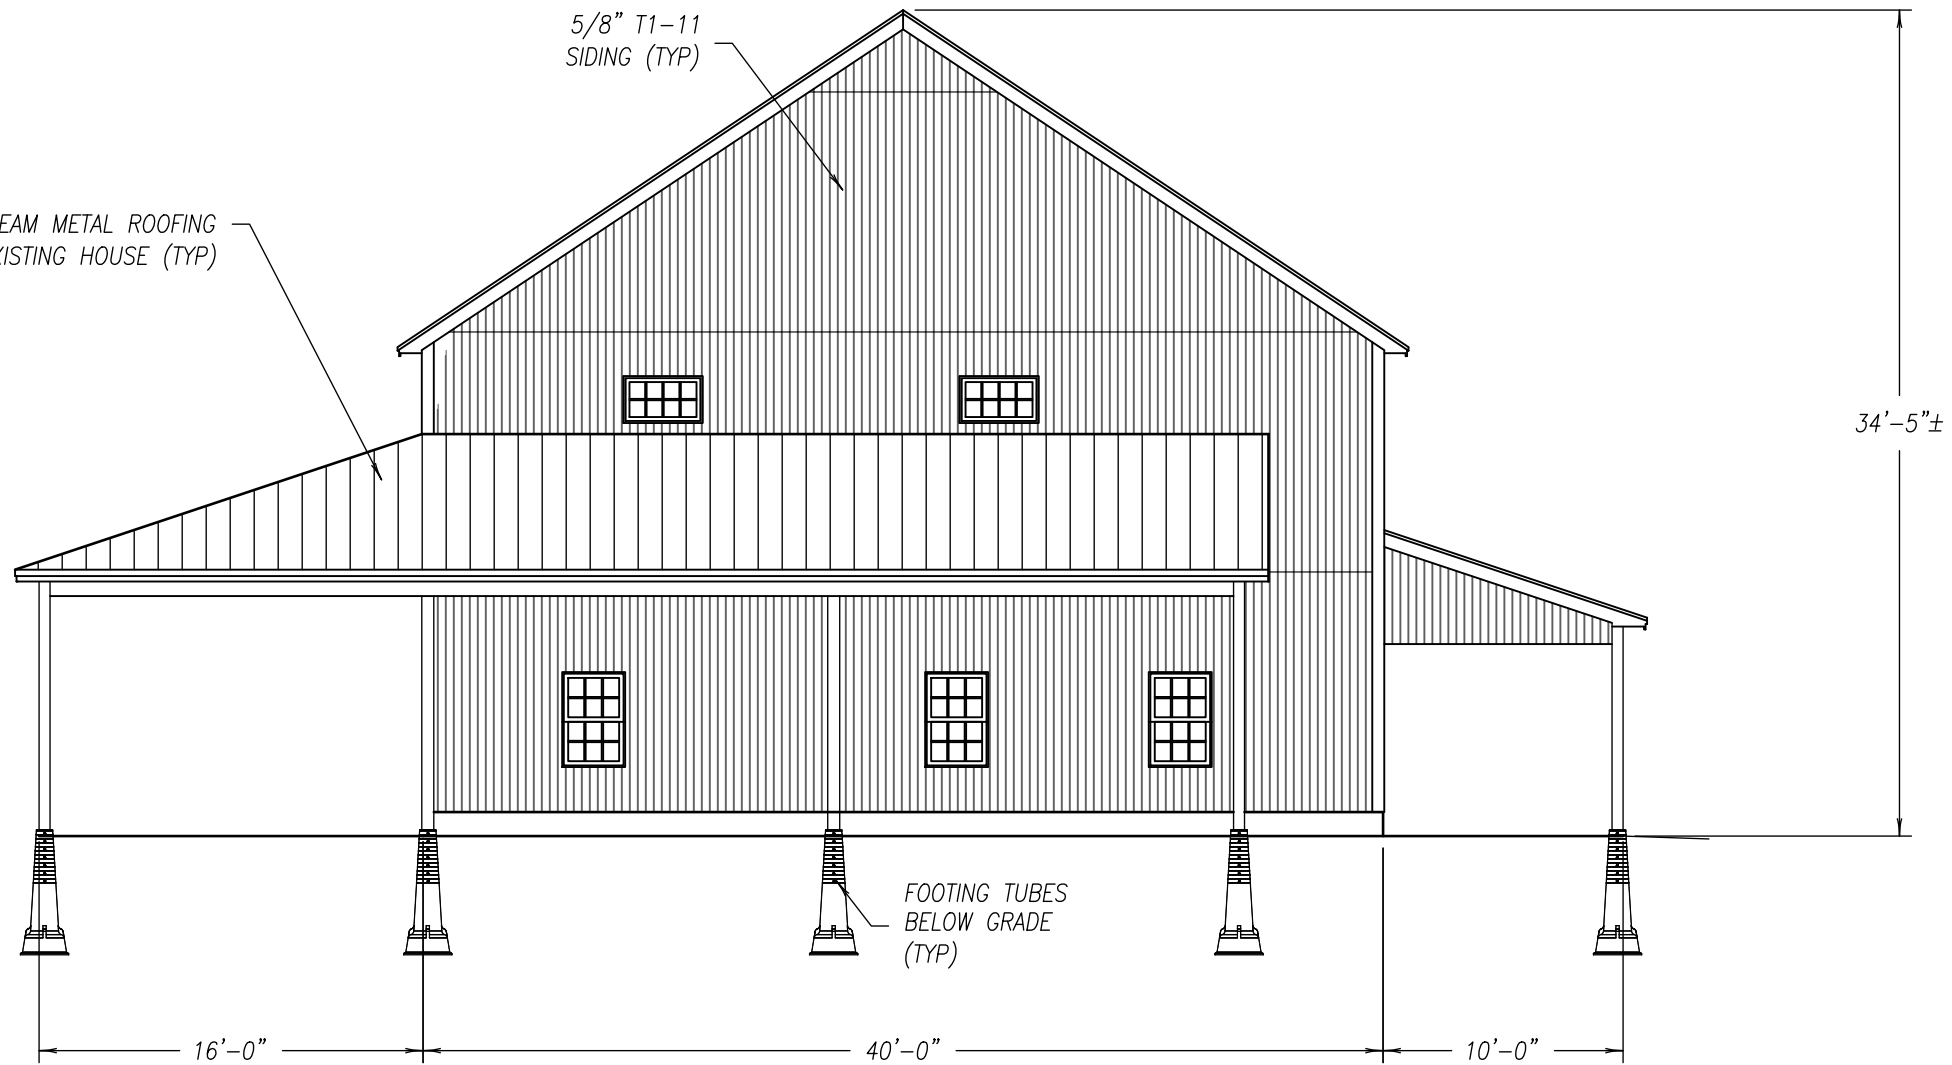 5/8” T1-11
SIDING (TYP)
EAM METAL ROOFING
XISTING HOUSE (TYP)
34'-5”±
FOOTING TUBES
BELOW GRADE
(TYP)
16'-0”
40'-0”
10'-0”